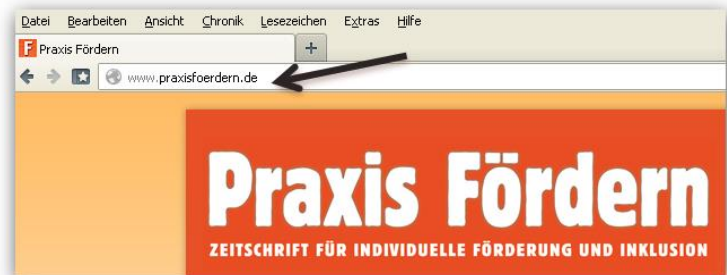 Datei Bearbeiten Ansicht Chronik Lesezeichen Extras Hilfe
Praxis Fördern +
www.praxisfoerdern.de
Praxis Fördern
ZEITSCHRIFT FÜR INDIVIDUELLE FÖRDERUNG UND INKLUSION